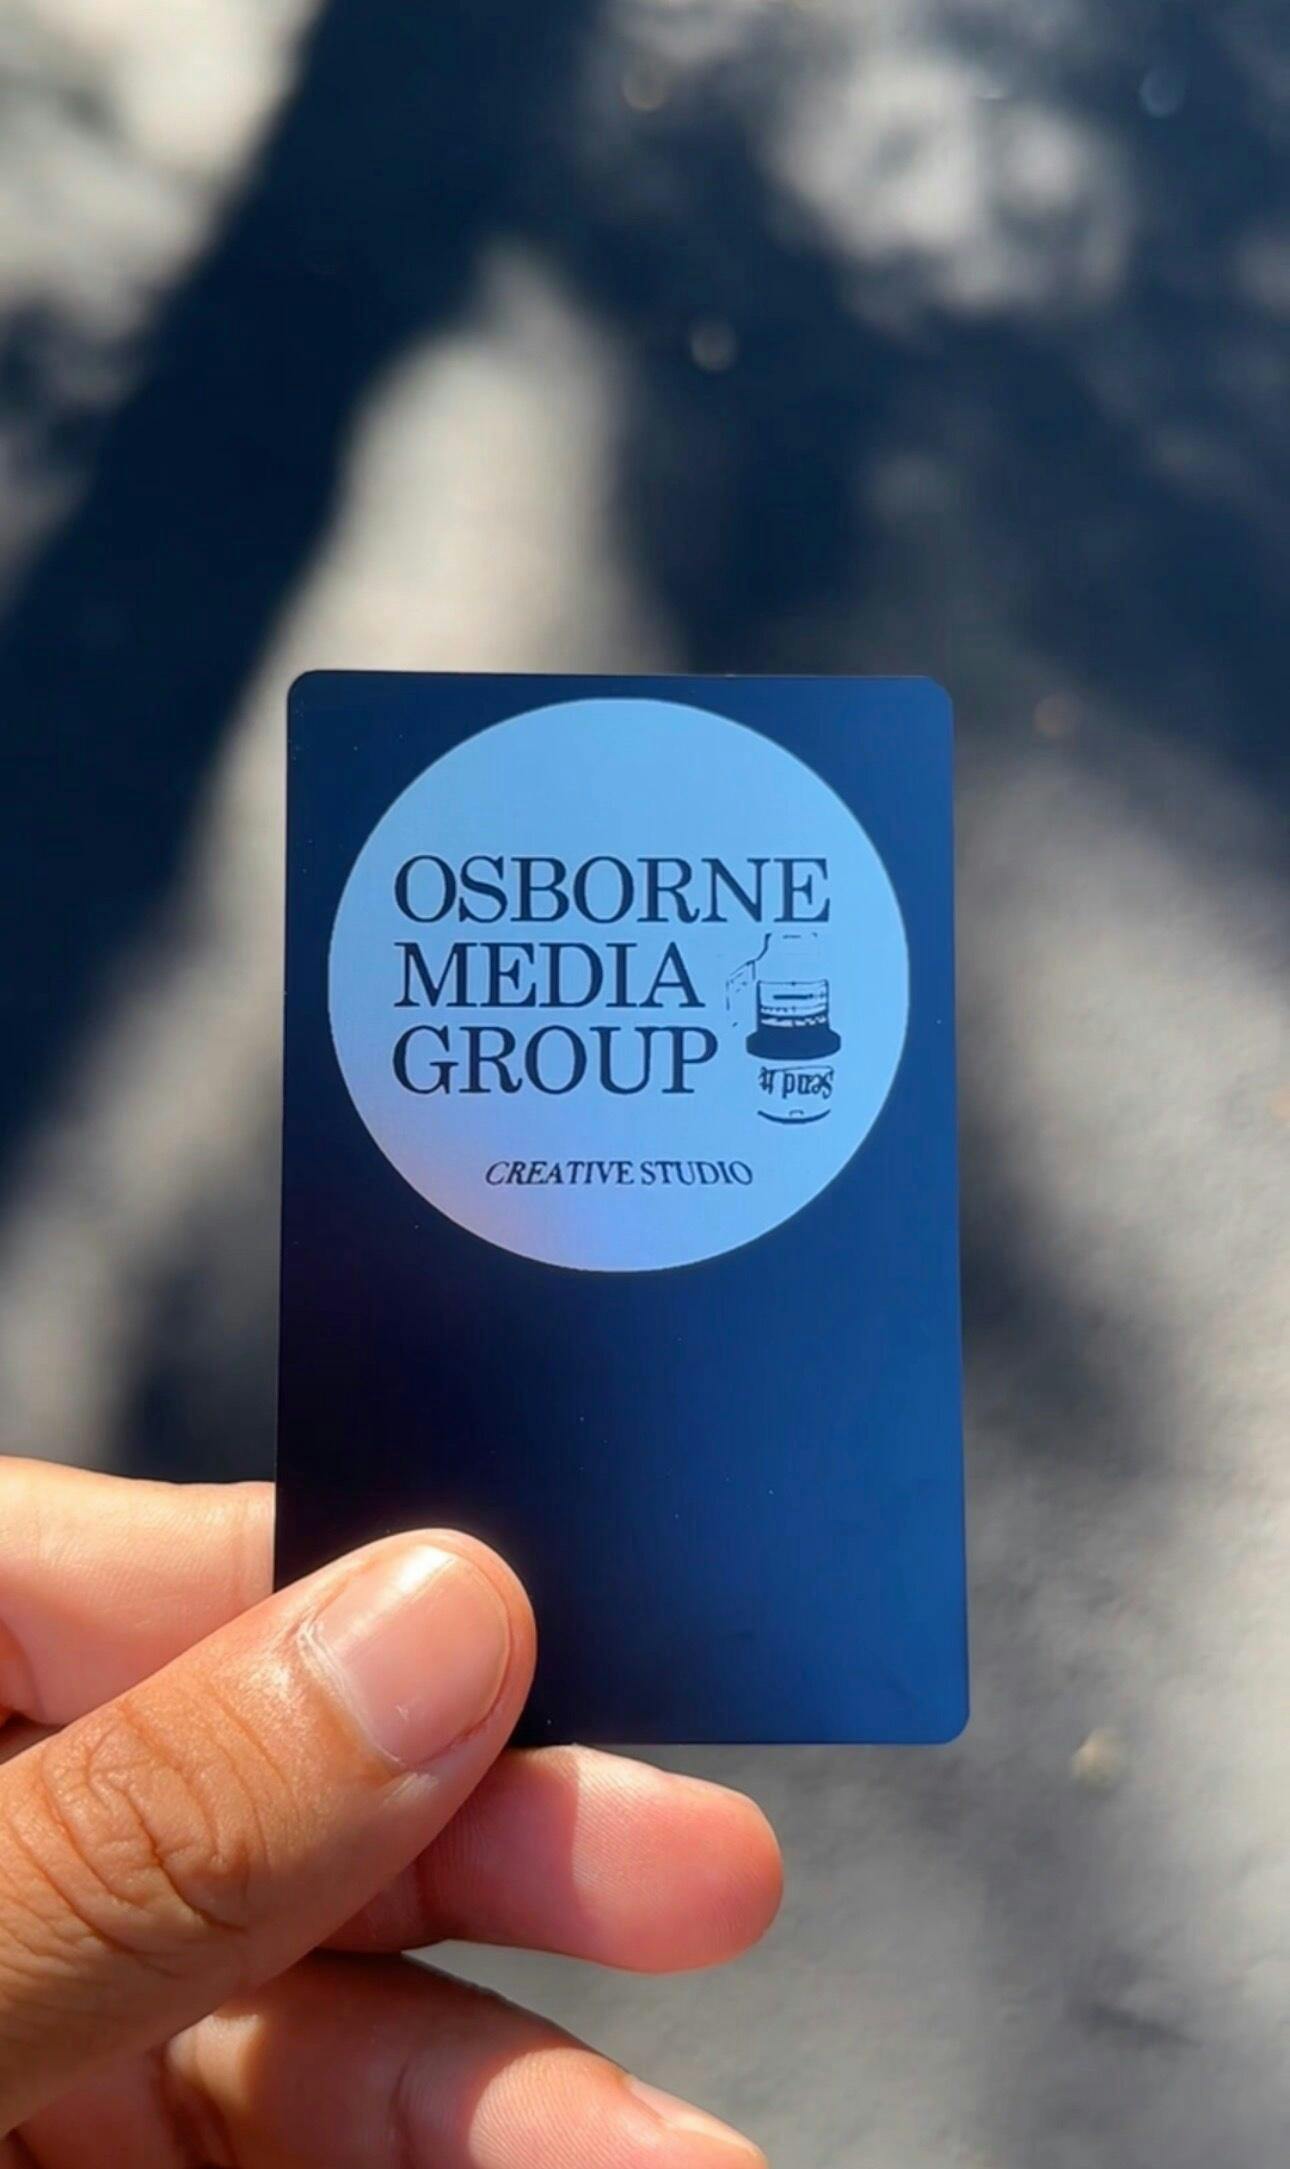 OSBORNE
MEDIA
GROUP
Send it
CREATIVE STUDIO